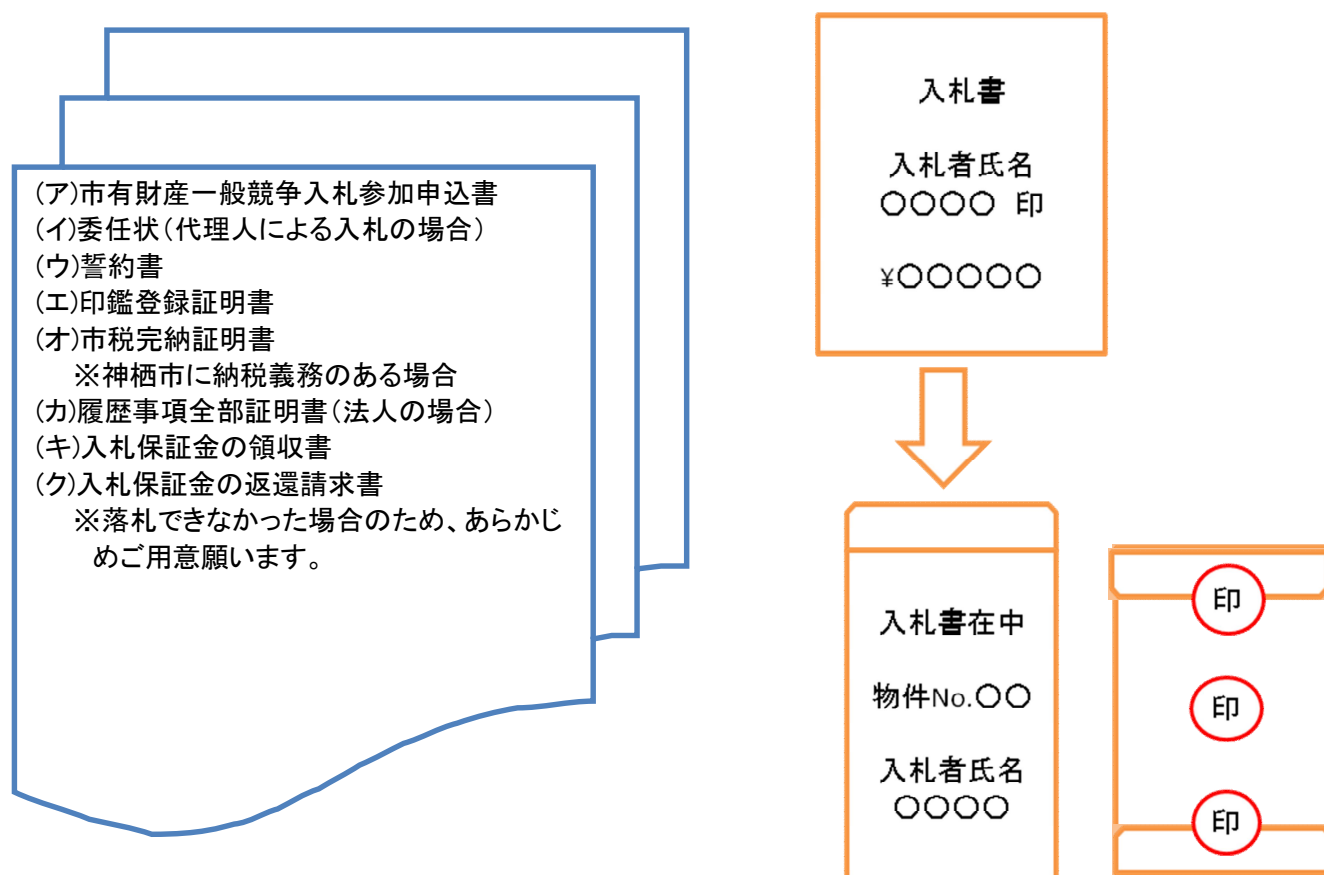 (ア)市有財産一般競争入札参加申込書
(イ)委任状(代理人による入札の場合)
(ウ)誓約書
(エ)印鑑登録証明書
(オ)市税完納証明書
※神栖市に納税義務のある場合
(カ)履歴事項全部証明書(法人の場合)
(キ)入札保証金の領収書
(ク)入札保証金の返還請求書
※落札できなかった場合のため、あらかじ
めご用意願います。
入札書
入札者氏名
〇〇〇〇 印
¥〇〇〇〇〇
入札書在中
物件No.〇〇
入札者氏名
〇〇〇〇
印
印
印